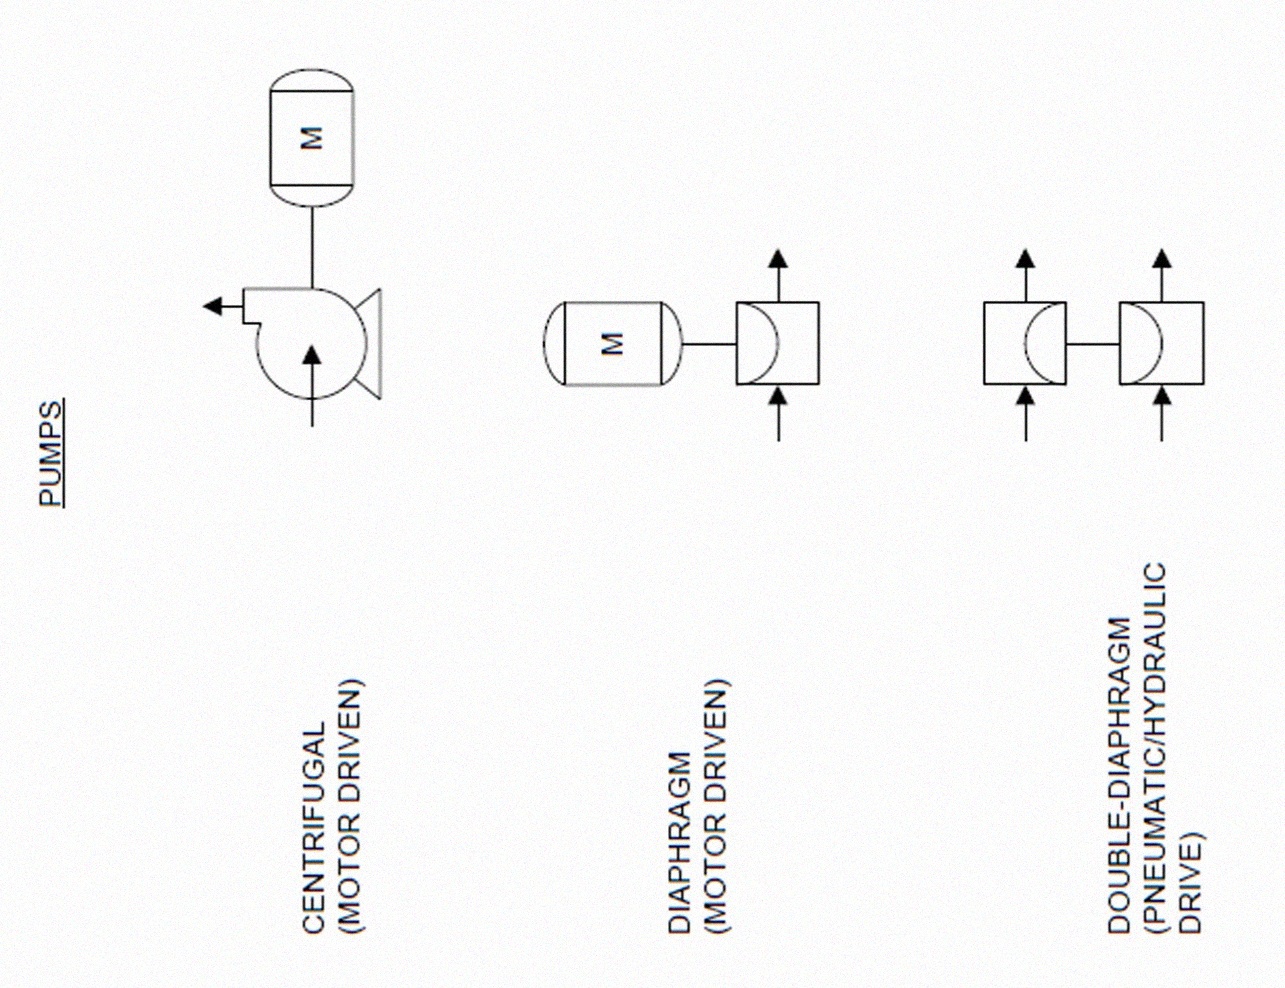 PUMPS
CENTRIFUGAL
(MOTOR DRIVEN)
M
DIAPHRAGM
(MOTOR DRIVEN)
M
DOUBLE-DIAPHRAGM
(PNEUMATIC/HYDRAULIC
DRIVE)